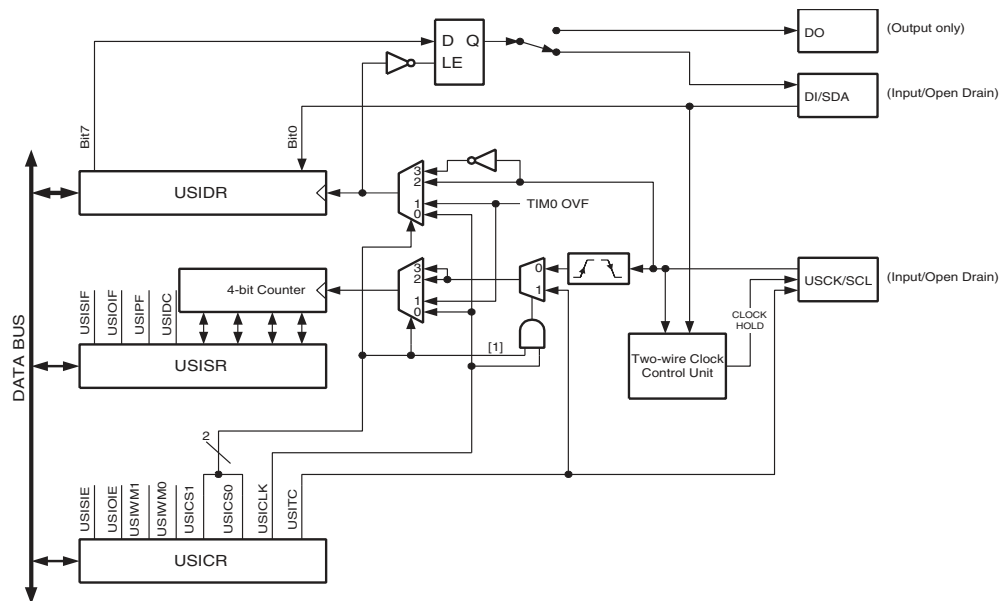 D Q
LE
DO
(Output only)
DI/SDA
(Input/Open Drain)
Bit7
Bit0
USIDR
3
2
1
0
TIM0 OVF
4-bit Counter
3
2
1
0
0
1
USCK/SCL
(Input/Open Drain)
CLOCK
HOLD
USISIF
USIOIF
USIPF
USIDC
[1]
USISR
Two-wire Clock
Control Unit
DATA BUS
2
USISIE
USIOIE
USIWM1
USIWM0
USICS1
USICS0
USICLK
USITC
USICR